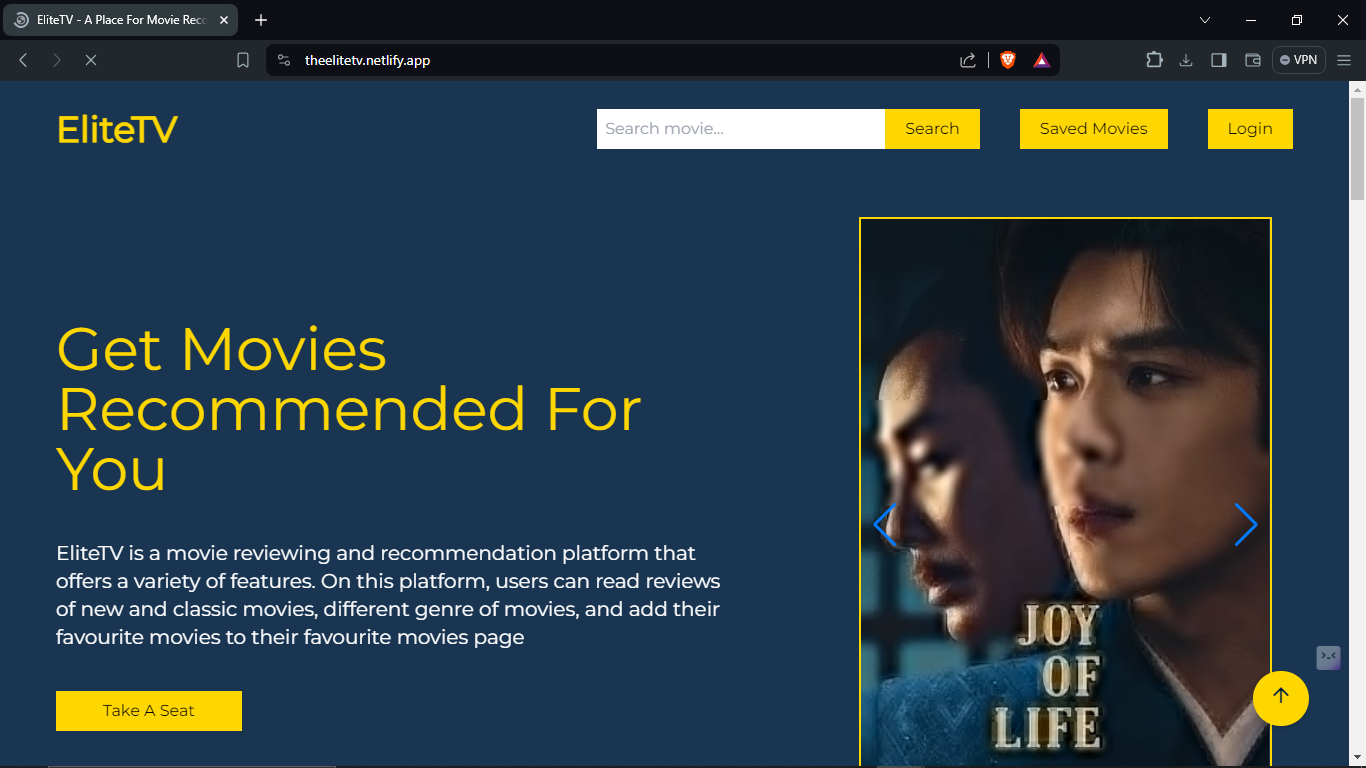 EliteTV - A Place For Movie Reco
theelitetv.netlify.app
VPN
EliteTV
Search movie...
Search
Saved Movies
Login
Get Movies
Recommended For
You
EliteTV is a movie reviewing and recommendation platform that
offers a variety of features. On this platform, users can read reviews
of new and classic movies, different genre of movies, and add their
favourite movies to their favourite movies page
Take A Seat
JOY
OF
LIFE